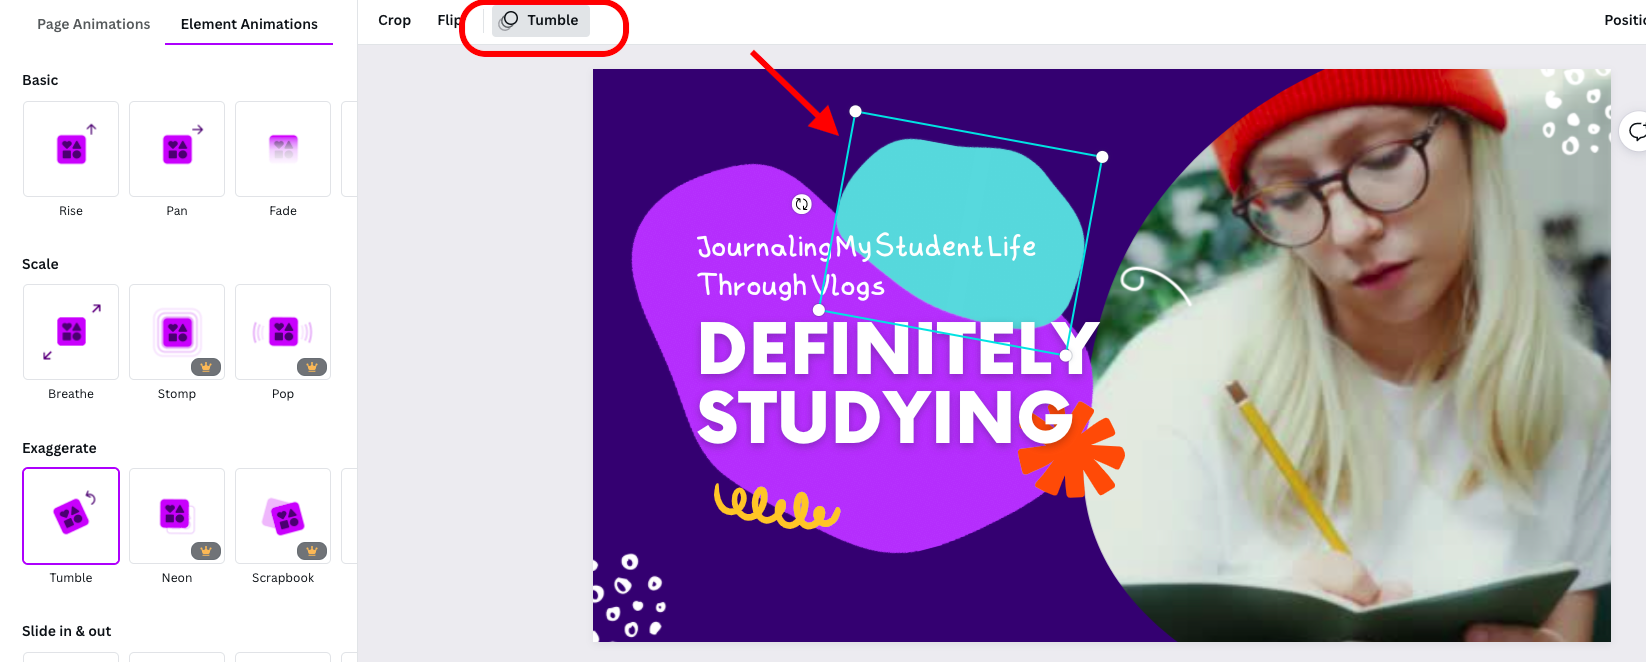 Page Animations
Element Animations
Crop
Flip
Tumble
Basic
Rise
Pan
Fade
Scale
Breathe
Stomp
Pop
Exaggerate
Tumble
Neon
Scrapbook
Slide in & out
Journaling My Student Life
Through Vlogs
DEFINITELY
STUDYING